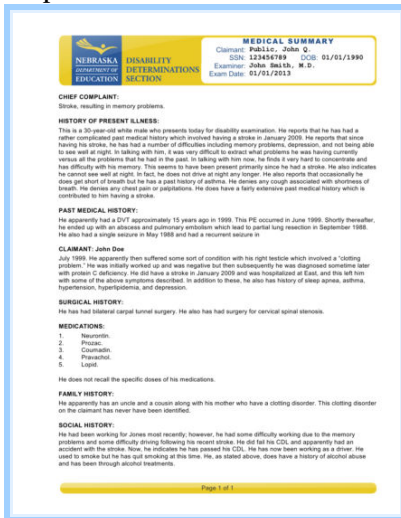 NEBRASKA
DEPARTMENT OF
EDUCATION
DISABILITY
DETERMINATIONS
SECTION
MEDICAL SUMMARY
Claimant: Public, John Q.
SSN: 123456789 DOB: 01/01/1990
Examiner: John Smith, M.D.
Exam Date: 01/01/2013
CHIEF COMPLAINT:
Stroke, resulting in memory problems.
HISTORY OF PRESENT ILLNESS:
This is a 30-year-old white male who presents today for disability examination. He reports that he has had a
rather complicated past medical history which involved having a stroke in January 2009. He reports that since
having his stroke, he has had a number of difficulties including memory problems, depression, and not being able
to see well at night. In talking with him, it was very difficult to extract what problems he was having currently
versus all the problems that he had in the past. In talking with him now, he finds it very hard to concentrate and
has difficulty with his memory. This seems to have been present primarily since he had a stroke. He also indicates
he cannot see well at night. In fact, he does not drive at night any longer. He also reports that occasionally he
does get short of breath but he has a past history of asthma. He denies any cough associated with shortness of
breath. He denies any chest pain or palpitations. He does have a fairly extensive past medical history which is
contributed to him having a stroke.
PAST MEDICAL HISTORY:
He apparently had a DVT approximately 15 years ago in 1999. This PE occurred in June 1999. Shortly thereafter,
he ended up with an abscess and pulmonary embolism which lead to partial lung resection in September 1988.
He also had a single seizure in May 1988 and had a recurrent seizure in
CLAIMANT: John Doe
July 1999. He apparently then suffered some sort of condition with his right testicle which involved a "clotting
problem." He was initially worked up and was negative but then subsequently he was diagnosed sometime later
with protein C deficiency. He did have a stroke in January 2009 and was hospitalized at East, and this left him
with some of the above symptoms described. In addition to these, he also has history of sleep apnea, asthma,
hypertension, hyperlipidemia, and depression.
SURGICAL HISTORY:
He has had bilateral carpal tunnel surgery. He also has had surgery for cervical spinal stenosis.
MEDICATIONS:
1. Neurontin.
2. Prozac.
3. Coumadin.
4. Pravachol.
5. Lopid.
He does not recall the specific doses of his medications.
FAMILY HISTORY:
He apparently has an uncle and a cousin along with his mother who have a clotting disorder. This clotting disorder
on the claimant has never have been identified.
SOCIAL HISTORY:
He had been working for Jones most recently; however, he had some difficulty working due to the memory
problems and some difficulty driving following his recent stroke. He did fail his CDL and apparently had an
accident with the stroke. Now, he indicates he has passed his CDL. He has now been working as a driver. He
used to smoke but he has quit smoking at this time. He, as stated above, does have a history of alcohol abuse
and has been through alcohol treatments.
Page 1 of 1